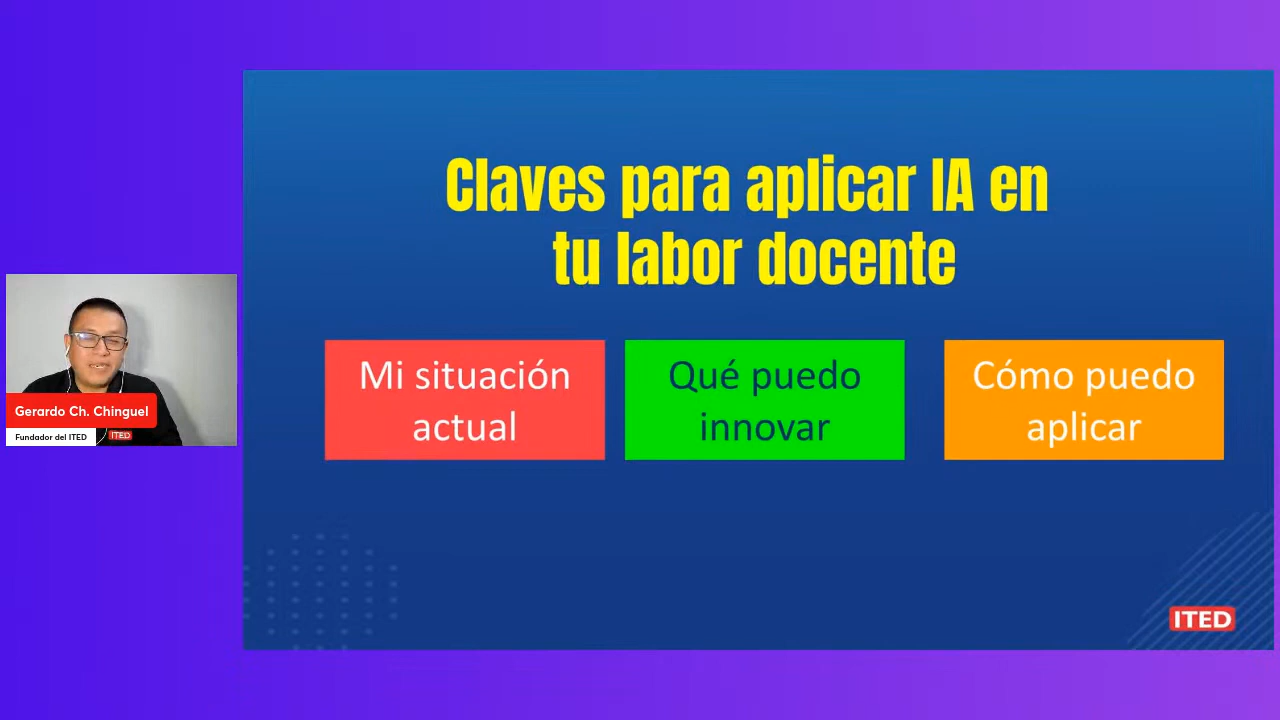 Claves para aplicar IA en
tu labor docente
Mi situación
actual
Qué puedo
innovar
Cómo puedo
aplicar
Gerardo Ch. Chinguel
Fundador del ITED
ITED
ITED